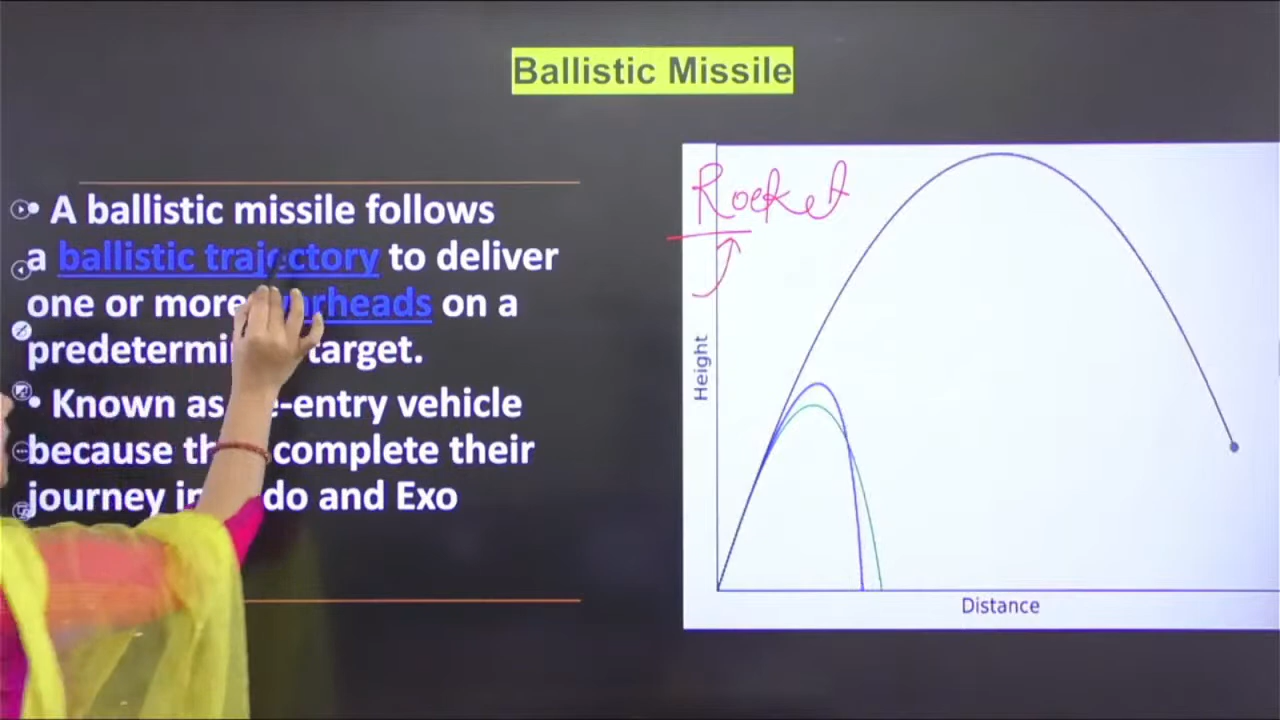 Ballistic Missile
• A ballistic missile follows
a ballistic trajectory to deliver
one or more warheads on a
predetermi target.
• Known as -entry vehicle
because th complete their
journey in do and Exo
Rocket
Height
Distance